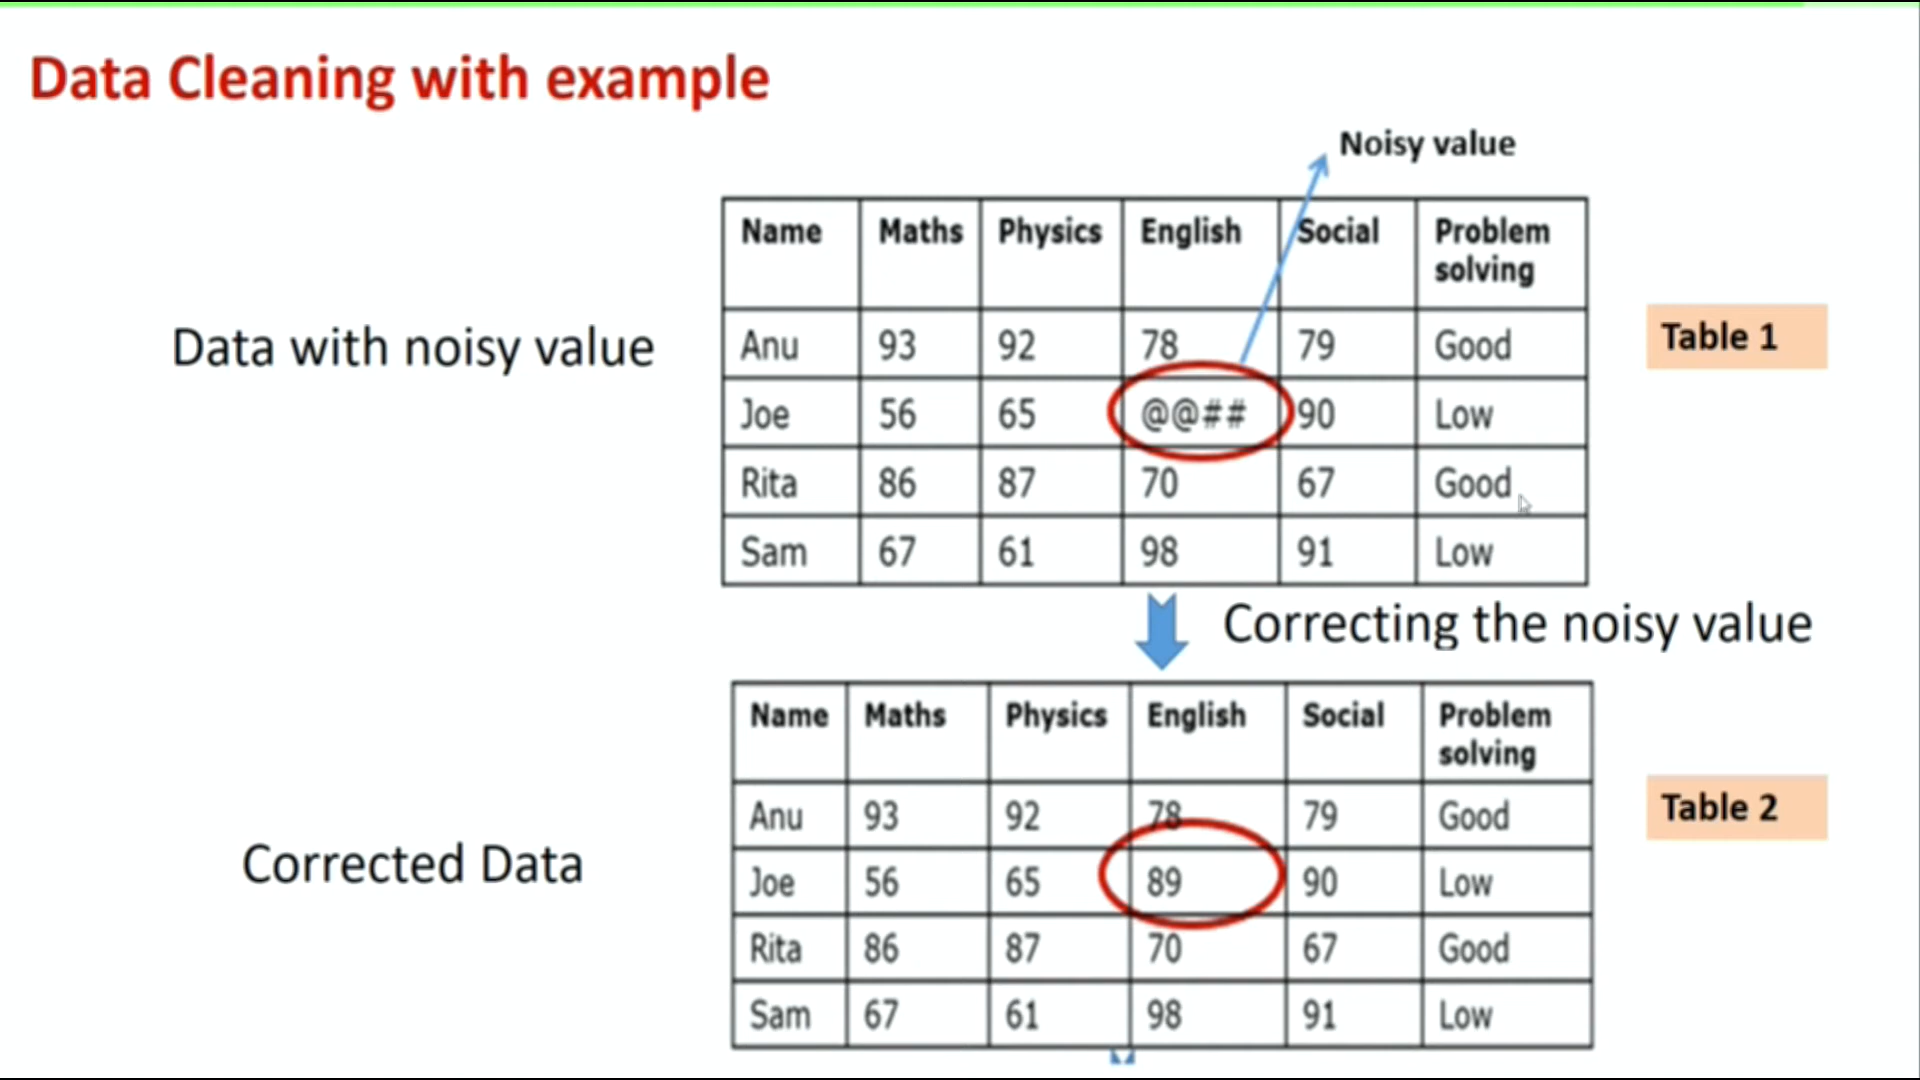 Data Cleaning with example
Noisy value
Data with noisy value
Name Maths Physics English Social Problem solving
Anu 93 92 78 79 Good
Joe 56 65 @@## 90 Low
Rita 86 87 70 67 Good
Sam 67 61 98 91 Low
Table 1
Correcting the noisy value
Corrected Data
Name Maths Physics English Social Problem solving
Anu 93 92 78 79 Good
Joe 56 65 89 90 Low
Rita 86 87 70 67 Good
Sam 67 61 98 91 Low
Table 2